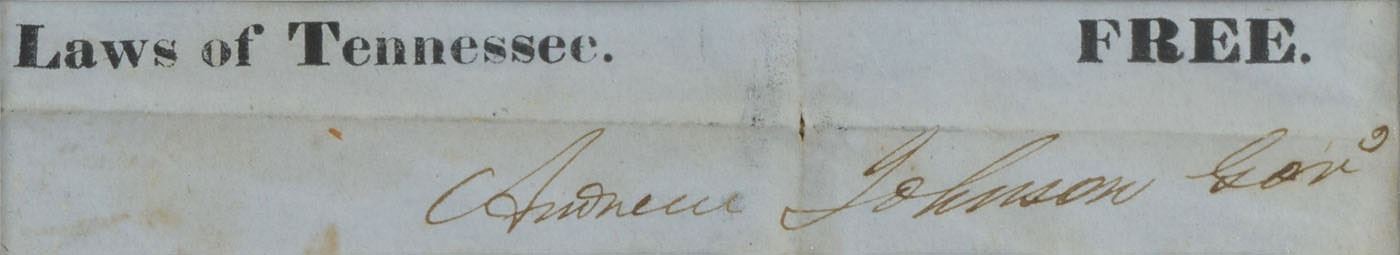 Laws of Tennessee. FREE.
Andrew Johnson Gov^r